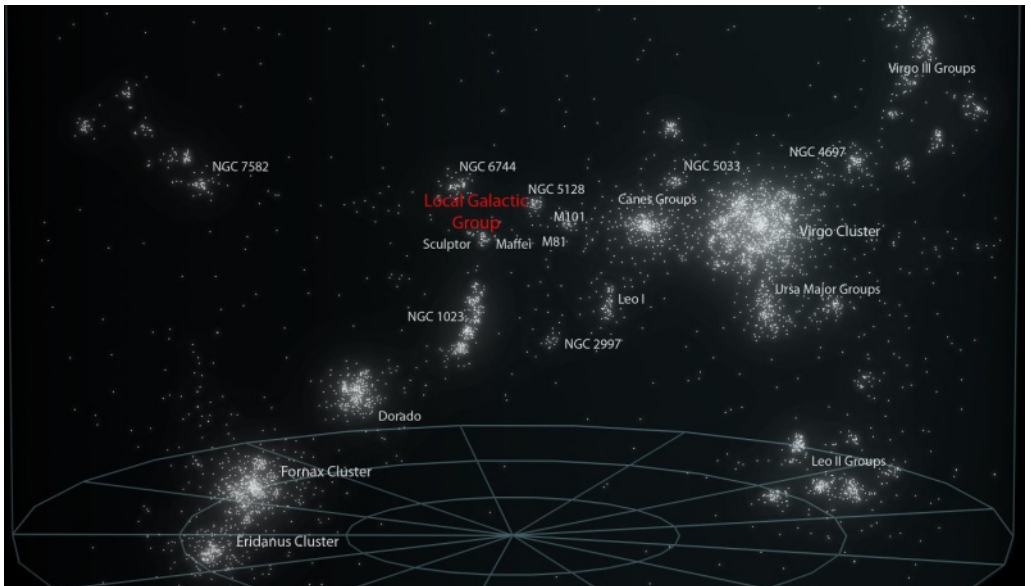 Virgo III Groups
NGC 7582
NGC 6744
NGC 5033
NGC 4697
NGC 5128
Local Galactic
Group
Canes Groups
M101
Virgo Cluster
Sculptor
Maffei
M81
Ursa Major Groups
Leo I
NGC 1023
NGC 2997
Dorado
Fornax Cluster
Leo II Groups
Eridanus Cluster